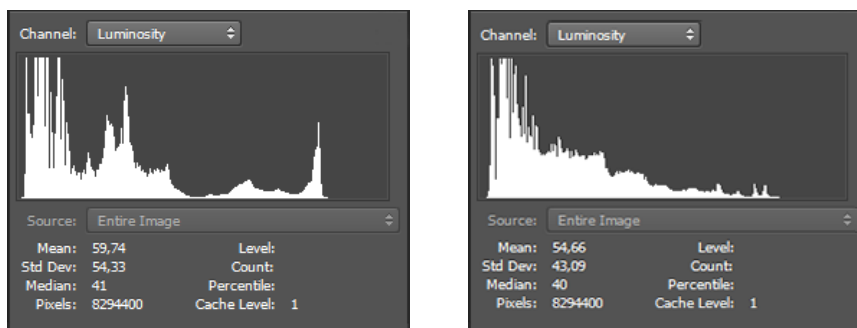 Channel: Luminosity
Source: Entire Image
Mean: 59,74 Level:
Std Dev: 54,33 Count:
Median: 41 Percentile:
Pixels: 8294400 Cache Level: 1
Channel: Luminosity
Source: Entire Image
Mean: 54,66 Level:
Std Dev: 43,09 Count:
Median: 40 Percentile:
Pixels: 8294400 Cache Level: 1